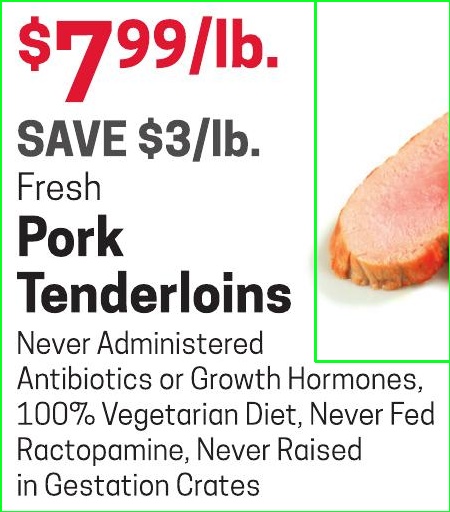 $7.99/lb.
SAVE $3/lb.
Fresh
Pork
Tenderloins
Never Administered
Antibiotics or Growth Hormones,
100% Vegetarian Diet, Never Fed
Ractopamine, Never Raised
in Gestation Crates